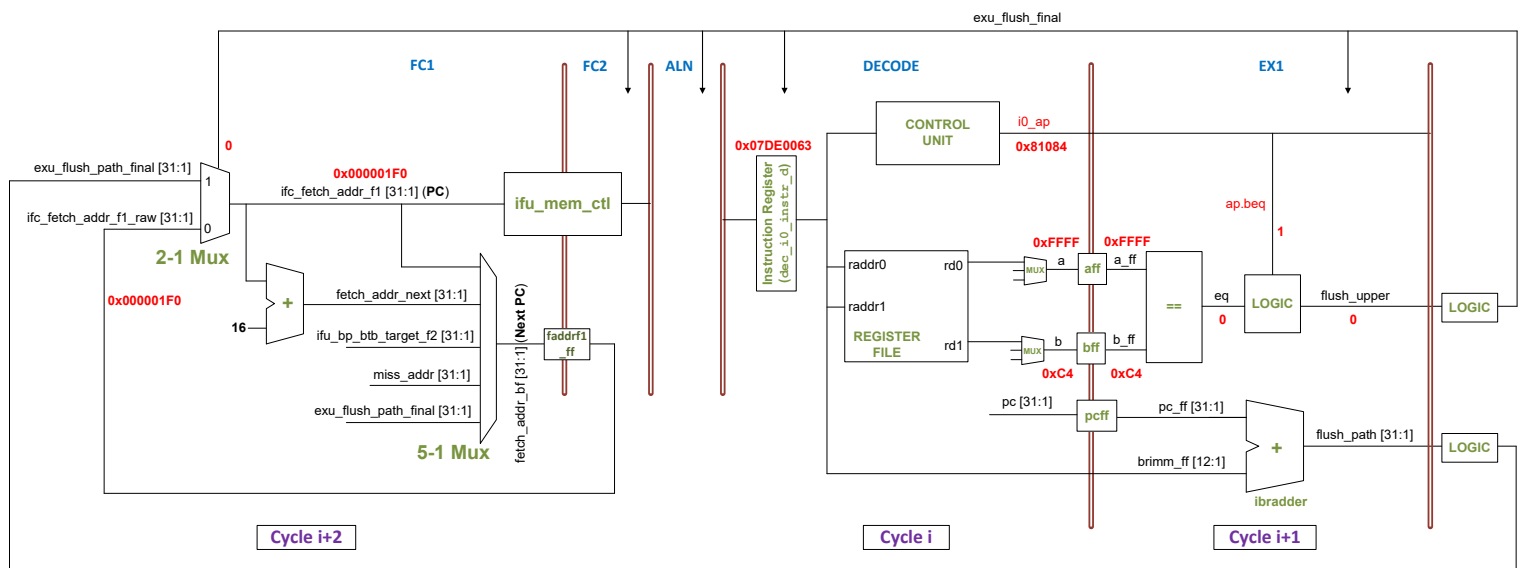 exu_flush_final
FC1
FC2
ALN
DECODE
EX1
0
exu_flush_path_final [31:1]
1
0x000001F0
ifc_fetch_addr_f1 [31:1] (PC)
ifu_mem_ctl
ifc_fetch_addr_f1_raw [31:1]
0
2-1 Mux
0x000001F0
+
16
fetch_addr_next [31:1]
ifu_bp_btb_target_f2 [31:1]
miss_addr [31:1]
exu_flush_path_final [31:1]
5-1 Mux
fetch_addr_bf [31:1] (Next PC)
faddrf1
_ff
0x07DE0063
Instruction Register
(dec_i0_instr_d)
CONTROL
UNIT
i0_ap
0x81084
ap.beq
1
raddr0
rd0
raddr1
REGISTER
FILE
rd1
MUX
a
0xFFFF
aff
0xFFFF
a_ff
MUX
b
0xC4
bff
b_ff
0xC4
==
eq
0
LOGIC
flush_upper
0
LOGIC
pc [31:1]
pcff
pc_ff [31:1]
brimm_ff [12:1]
+
ibradder
flush_path [31:1]
LOGIC
Cycle i+2
Cycle i
Cycle i+1